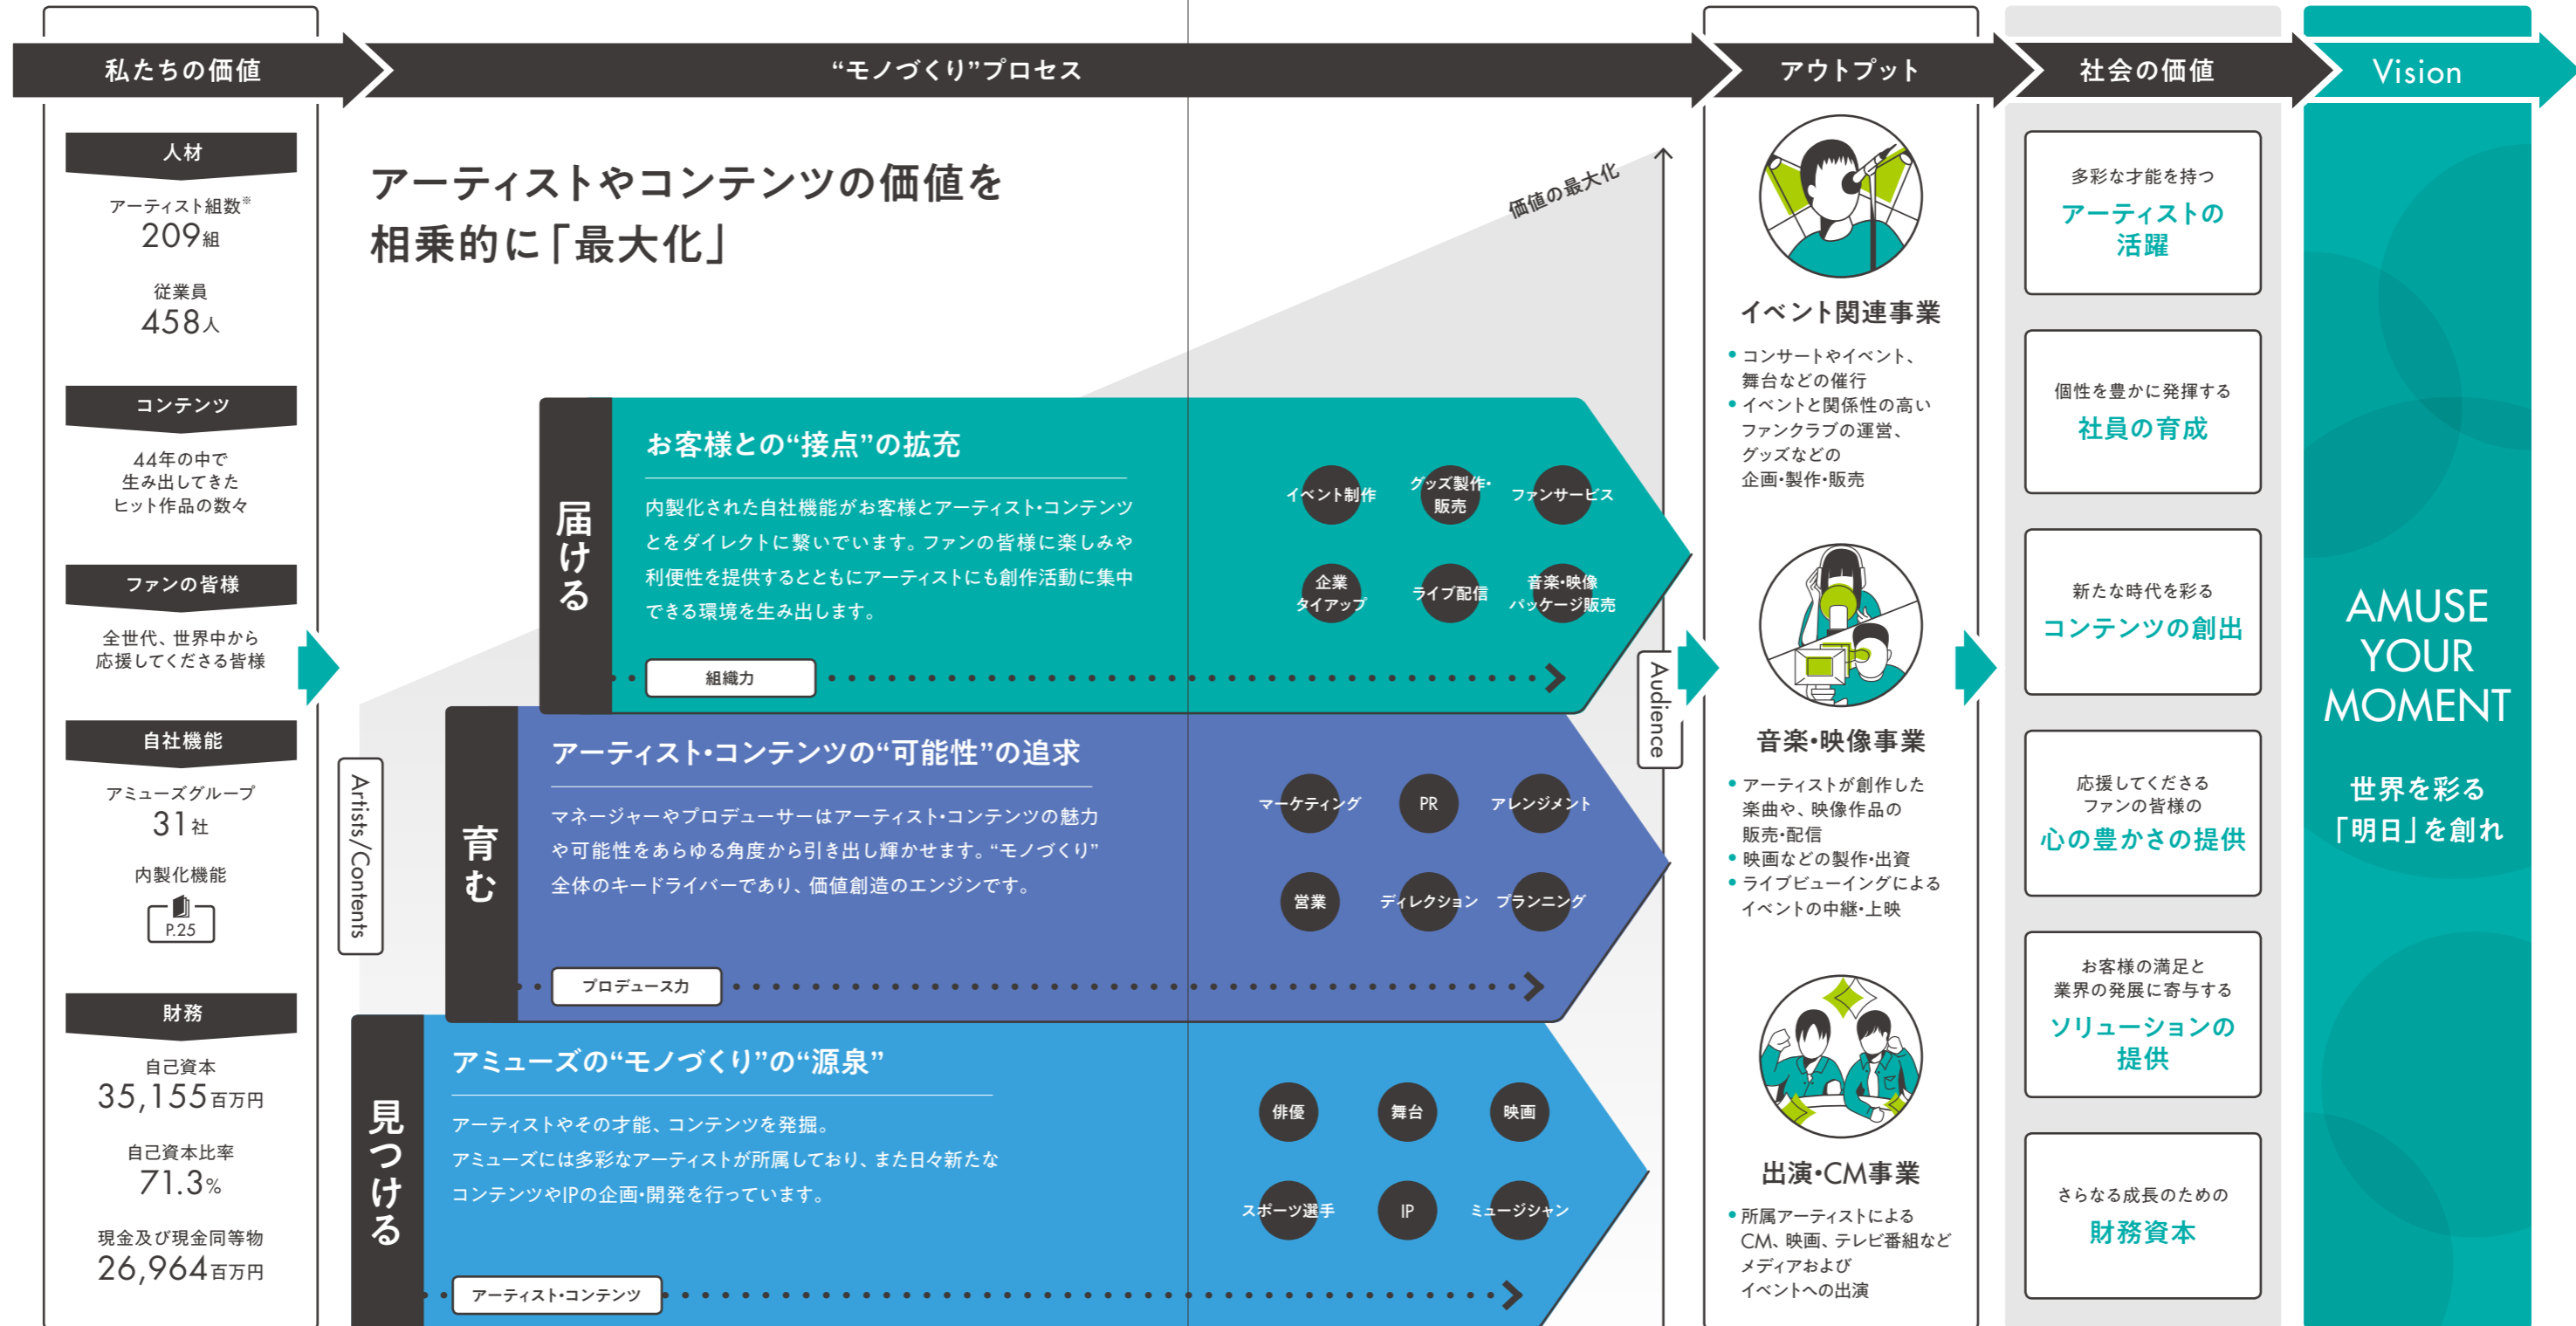 私たちの価値
“モノづくり”プロセス
アウトプット
社会の価値
Vision
人材
アーティスト組数※
209組
従業員
458人
コンテンツ
44年の中で
生み出してきた
ヒット作品の数々
ファンの皆様
全世代、世界中から
応援してくださる皆様
自社機能
アミューズグループ
31社
内製化機能
P.25
財務
自己資本
35,155百万円
自己資本比率
71.3%
現金及び現金同等物
26,964百万円
アーティストやコンテンツの価値を
相乗的に「最大化」
価値の最大化
Artists/Contents
Audience
届ける
お客様との“接点”の拡充
内製化された自社機能がお客様とアーティスト・コンテンツ
とをダイレクトに繋いでいます。ファンの皆様に楽しみや
利便性を提供するとともにアーティストにも創作活動に集中
できる環境を生み出します。
組織力
イベント制作
グッズ製作・
販売
ファンサービス
企業
タイアップ
ライブ配信
音楽・映像
パッケージ販売
育む
アーティスト・コンテンツの“可能性”の追求
マネージャーやプロデューサーはアーティスト・コンテンツの魅力
や可能性をあらゆる角度から引き出し輝かせます。“モノづくり”
全体のキードライバーであり、価値創造のエンジンです。
プロデュース力
マーケティング
PR
アレンジメント
営業
ディレクション
プランニング
見つける
アミューズの“モノづくり”の“源泉”
アーティストやその才能、コンテンツを発掘。
アミューズには多彩なアーティストが所属しており、また日々新たな
コンテンツやIPの企画・開発を行っています。
アーティスト・コンテンツ
俳優
舞台
映画
スポーツ選手
IP
ミュージシャン
イベント関連事業
• コンサートやイベント、
舞台などの催行
• イベントと関係性の高い
ファンクラブの運営、
グッズなどの
企画・製作・販売
音楽・映像事業
• アーティストが創作した
楽曲や、映像作品の
販売・配信
• 映画などの製作・出資
• ライブビューイングによる
イベントの中継・上映
出演・CM事業
• 所属アーティストによる
CM、映画、テレビ番組など
メディアおよび
イベントへの出演
多彩な才能を持つ
アーティストの
活躍
個性を豊かに発揮する
社員の育成
新たな時代を彩る
コンテンツの創出
応援してくださる
ファンの皆様の
心の豊かさの提供
お客様の満足と
業界の発展に寄与する
ソリューションの
提供
さらなる成長のための
財務資本
AMUSE
YOUR
MOMENT
世界を彩る
「明日」を創れ